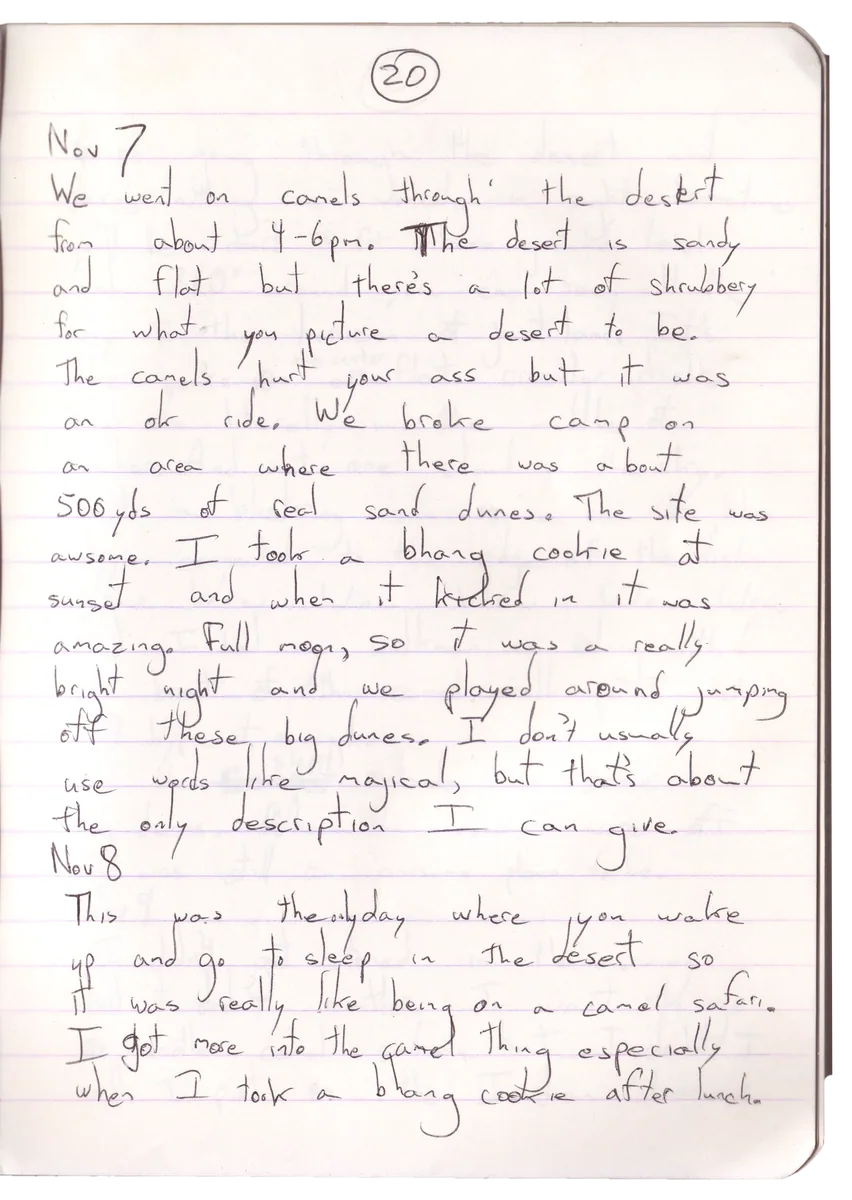 20
Nov 7
We went on camels through the desert
from about 4-6pm. The desert is sandy
and flat but there's a lot of shrubbery
for what you picture a desert to be.
The camels hurt your ass but it was
an ok ride. We broke camp on
an area where there was about
500 yds of real sand dunes. The site was
awsome. I took a bhang cookie at
sunset and when it kicked in it was
amazing. Full moon, so it was a really
bright night and we played around jumping
off these big dunes. I don't usually
use words like magical, but that's about
the only description I can give.
Nov 8
This was the only day where you wake
up and go to sleep in the desert so
it was really like being on a camel safari.
I got more into the camel thing especially
when I took a bhang cookie after lunch.